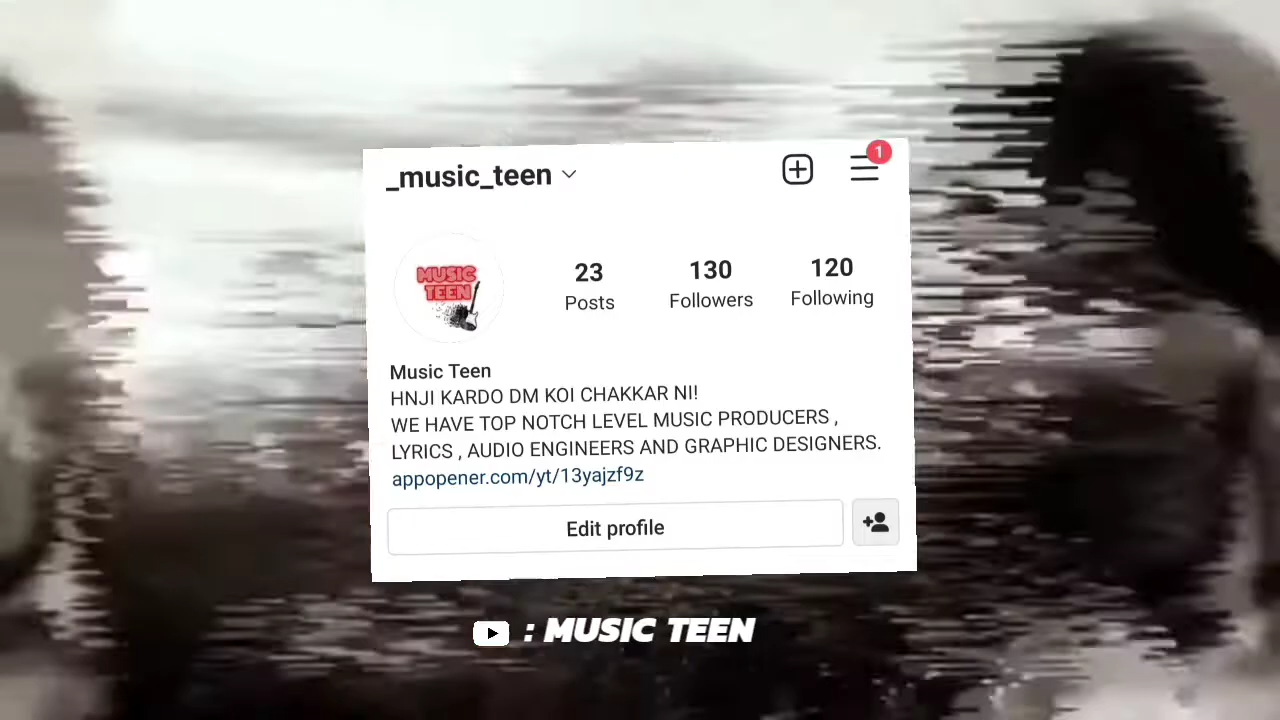 _music_teen
1
MUSIC
TEEN
23
Posts
130
Followers
120
Following
Music Teen
HNJI KARDO DM KOI CHAKKAR NI!
WE HAVE TOP NOTCH LEVEL MUSIC PRODUCERS ,
LYRICS , AUDIO ENGINEERS AND GRAPHIC DESIGNERS.
appopener.com/yt/13yajzf9z
Edit profile
: MUSIC TEEN